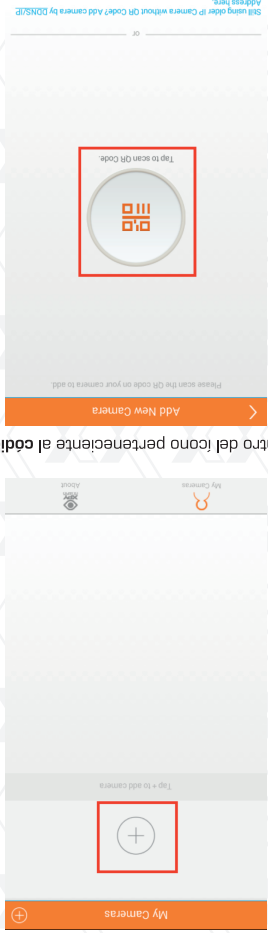 My Cameras
Tap + to add camera
My Cameras About
ntro del ícono perteneciente al códi
Add New Camera
Please scan the QR code on your camera to add.
Tap to scan QR Code.
or
Still using older IP Camera without QR Code? Add camera by DDNS/IP
Address here.